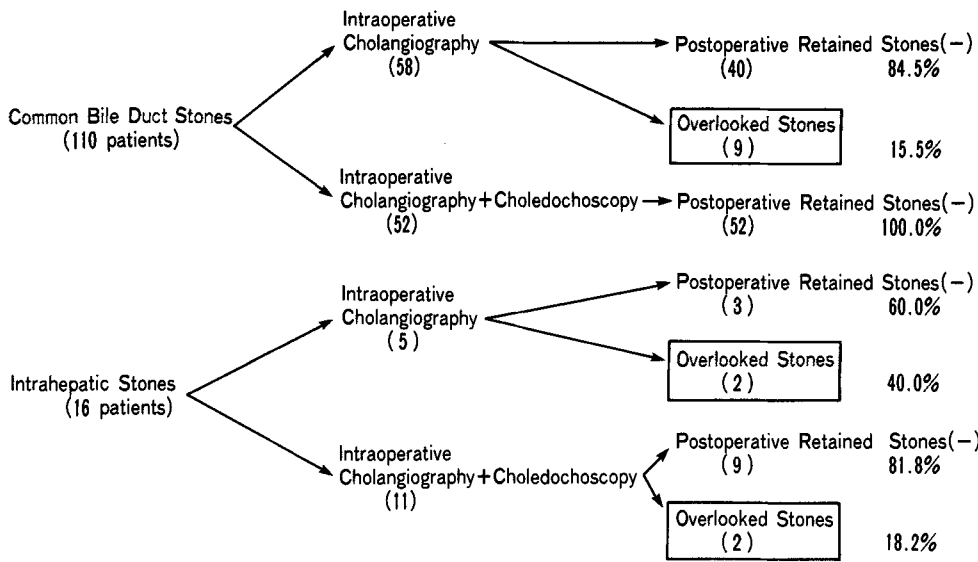 Intraoperative
Cholangiography
(58)
Postoperative Retained Stones(-)
(40) 84.5%
Overlooked Stones
(9) 15.5%
Common Bile Duct Stones
(110 patients)
Intraoperative
Cholangiography+Choledochoscopy
(52)
Postoperative Retained Stones(-)
(52) 100.0%
Intraoperative
Cholangiography
(5)
Postoperative Retained Stones(-)
(3) 60.0%
Overlooked Stones
(2) 40.0%
Intrahepatic Stones
(16 patients)
Intraoperative
Cholangiography+Choledochoscopy
(11)
Postoperative Retained Stones(-)
(9) 81.8%
Overlooked Stones
(2) 18.2%